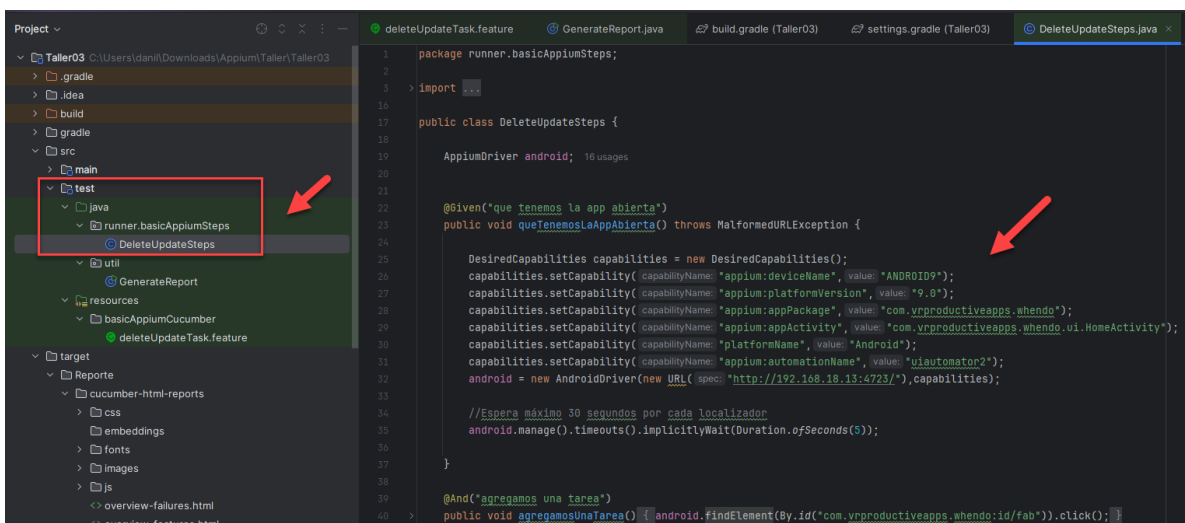 Project
Taller03 C:\Users\danil\Downloads\Appium\Taller\Taller03
.gradle
.idea
build
gradle
src
main
test
java
runner.basicAppiumSteps
DeleteUpdateSteps
util
GenerateReport
resources
basicAppiumCucumber
deleteUpdateTask.feature
target
Reporte
cucumber-html-reports
css
embeddings
fonts
images
js
overview-failures.html
deleteUpdateTask.feature GenerateReport.java build.gradle (Taller03) settings.gradle (Taller03) DeleteUpdateSteps.java
1 package runner.basicAppiumSteps;
2
3 import ...
16
17 public class DeleteUpdateSteps {
18
19 AppiumDriver android; 16 usages
20
21
22 @Given("que tenemos la app abierta")
23 public void queTenemosLaAppAbierta() throws MalformedURLException {
24
25 DesiredCapabilities capabilities = new DesiredCapabilities();
26 capabilities.setCapability( capabilityName: "appium:deviceName", value: "ANDROID9");
27 capabilities.setCapability( capabilityName: "appium:platformVersion", value: "9.0");
28 capabilities.setCapability( capabilityName: "appium:appPackage", value: "com.vrproductiveapps.whendo");
29 capabilities.setCapability( capabilityName: "appium:appActivity", value: "com.vrproductiveapps.whendo.ui.HomeActivity");
30 capabilities.setCapability( capabilityName: "platformName", value: "Android");
31 capabilities.setCapability( capabilityName: "appium:automationName", value: "uiautomator2");
32 android = new AndroidDriver(new URL( spec: "http://192.168.18.13:4723/"),capabilities);
33
34 //Espera máximo 30 segundos por cada localizador
35 android.manage().timeouts().implicitlyWait(Duration.ofSeconds(5));
36
37 }
38
39 @And("agregamos una tarea")
40 public void agregamosUnaTarea() { android.findElement(By.id("com.vrproductiveapps.whendo:id/fab")).click(); }